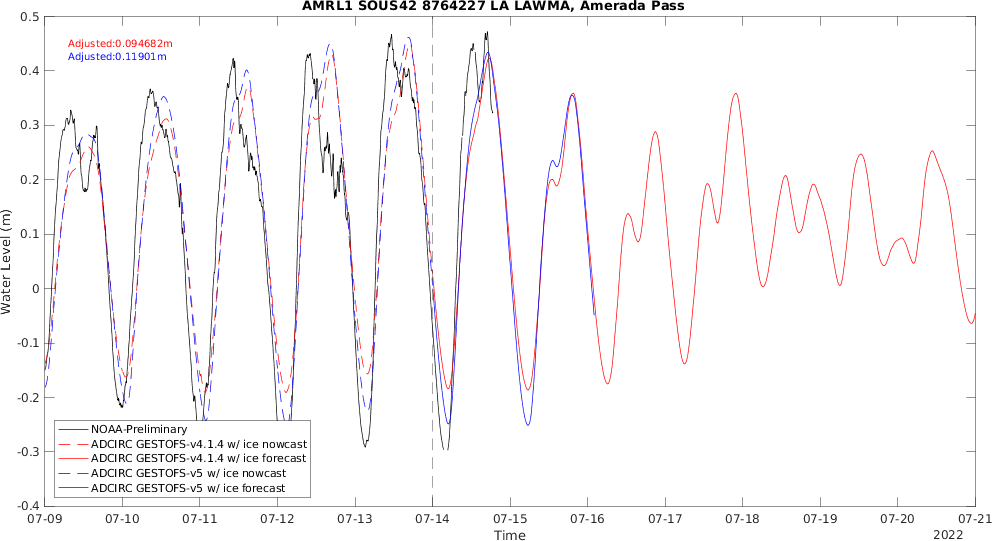 AMRL1 SOUS42 8764227 LA LAWMA, Amerada Pass
Adjusted:0.094682m
Adjusted:0.11901m
Water Level (m)
0.5
0.4
0.3
0.2
0.1
0
-0.1
-0.2
-0.3
-0.4
NOAA-Preliminary
ADCIRC GESTOFS-v4.1.4 w/ ice nowcast
ADCIRC GESTOFS-v4.1.4 w/ ice forecast
ADCIRC GESTOFS-v5 w/ ice nowcast
ADCIRC GESTOFS-v5 w/ ice forecast
07-09 07-10 07-11 07-12 07-13 07-14 07-15 07-16 07-17 07-18 07-19 07-20 07-21
Time
2022